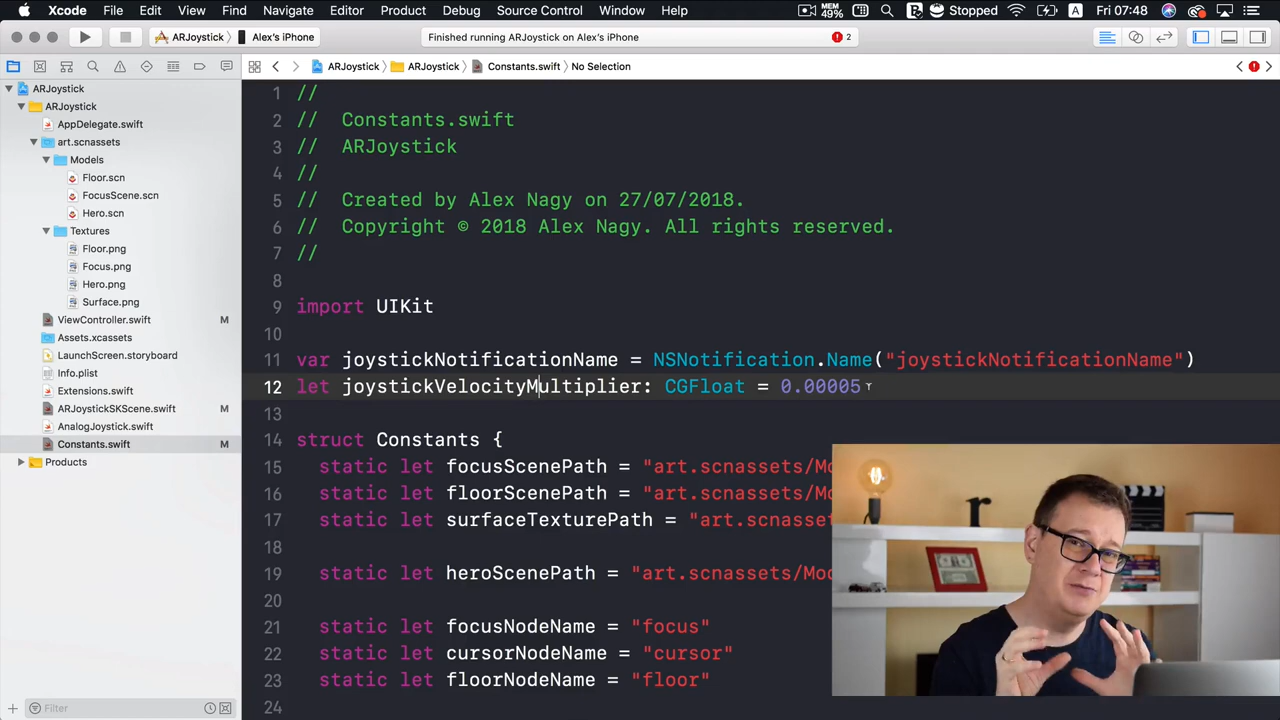 Xcode File Edit View Find Navigate Editor Product Debug Source Control Window Help MEM 49% Stopped A Fri 07:48
ARJoystick Alex's iPhone Finished running ARJoystick on Alex's iPhone 2
ARJoystick ARJoystick Constants.swift No Selection
ARJoystick
ARJoystick
AppDelegate.swift
art.scnassets
Models
Floor.scn
FocusScene.scn
Hero.scn
Textures
Floor.png
Focus.png
Hero.png
Surface.png
ViewController.swift M
Assets.xcassets
LaunchScreen.storyboard
Info.plist
Extensions.swift
ARJoystickSKScene.swift M
AnalogJoystick.swift
Constants.swift M
Products
Filter
1 //
2 // Constants.swift
3 // ARJoystick
4 //
5 // Created by Alex Nagy on 27/07/2018.
6 // Copyright © 2018 Alex Nagy. All rights reserved.
7 //
8
9 import UIKit
10
11 var joystickNotificationName = NSNotification.Name("joystickNotificationName")
12 let joystickVelocityMultiplier: CGFloat = 0.00005
13
14 struct Constants {
15 static let focusScenePath = "art.scnassets/Mo
16 static let floorScenePath = "art.scnassets/Mo
17 static let surfaceTexturePath = "art.scnassets
18
19 static let heroScenePath = "art.scnassets/Mo
20
21 static let focusNodeName = "focus"
22 static let cursorNodeName = "cursor"
23 static let floorNodeName = "floor"
24